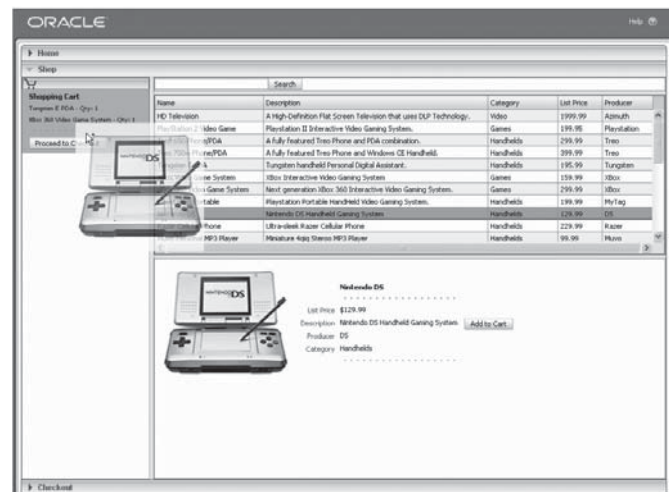 ORACLE
Help
Home
Shop
Search
Shopping Cart
Tungsten E PDA - Qty: 1
XBox 360 Video Game System - Qty: 1
Proceed to
Name Description Category List Price Producer
HD Television A High-Definition Flat Screen Television that uses DLP Technology. Video 1999.99 Azimuth
Video Game Playstation II Interactive Video Gaming System. Games 199.95 Playstation
Phone/PDA A fully featured Treo Phone and PDA combination. Handhelds 299.99 Treo
Phone/PDA A fully featured Treo Phone and Windows CE Handheld. Handhelds 399.99 Treo
Tungsten handheld Personal Digital Assistant. Handhelds 195.99 Tungsten
Game System XBox Interactive Video Gaming System Games 159.99 XBox
Game System Next generation XBox 360 Interactive Video Gaming System. Games 299.99 XBox
Playstation Portable HandHeld Video Gaming System. Handhelds 199.99 MyTag
Nintendo DS Handheld Gaming System Handhelds 129.99 DS
Phone Ultra-sleek Razer Cellular Phone Handhelds 229.99 Razer
MP3 Player Miniature 4gig Stereo MP3 Player Handhelds 99.99 Muvo
NINTENDO DS
Nintendo DS
List Price $129.99
Description Nintendo DS Handheld Gaming System Add to Cart
Producer DS
Category Handhelds
NINTENDO DS
Checkout